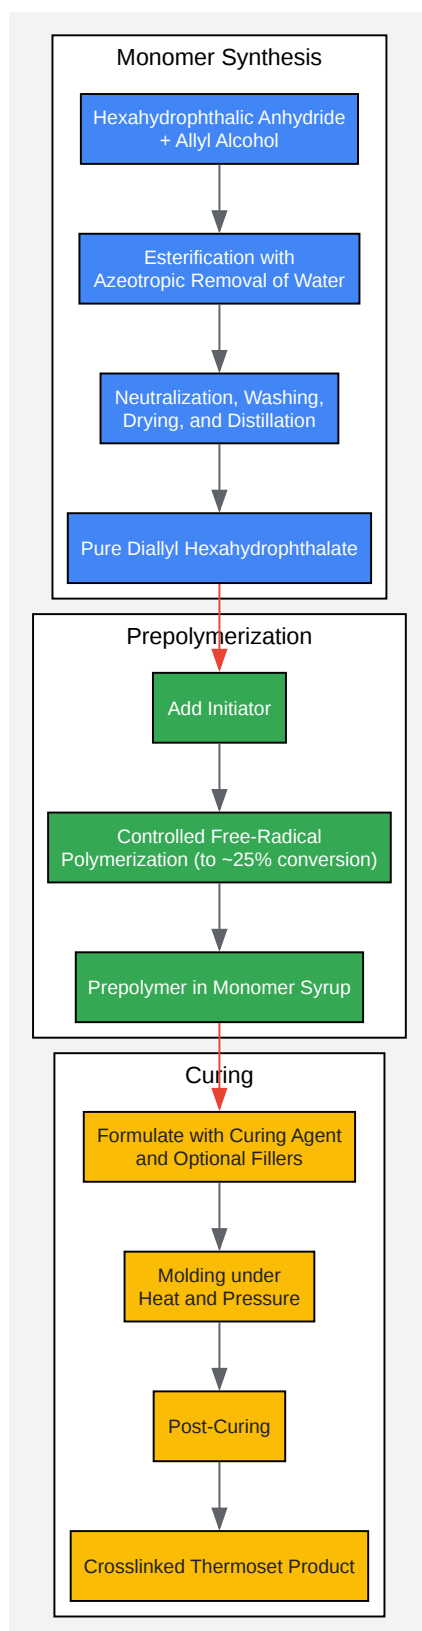 Monomer Synthesis
Hexahydrophthalic Anhydride
+ Allyl Alcohol
Esterification with
Azeotropic Removal of Water
Neutralization, Washing,
Drying, and Distillation
Pure Diallyl Hexahydrophthalate
Prepolymerization
Add Initiator
Controlled Free-Radical
Polymerization (to ~25% conversion)
Prepolymer in Monomer Syrup
Curing
Formulate with Curing Agent
and Optional Fillers
Molding under
Heat and Pressure
Post-Curing
Crosslinked Thermoset Product